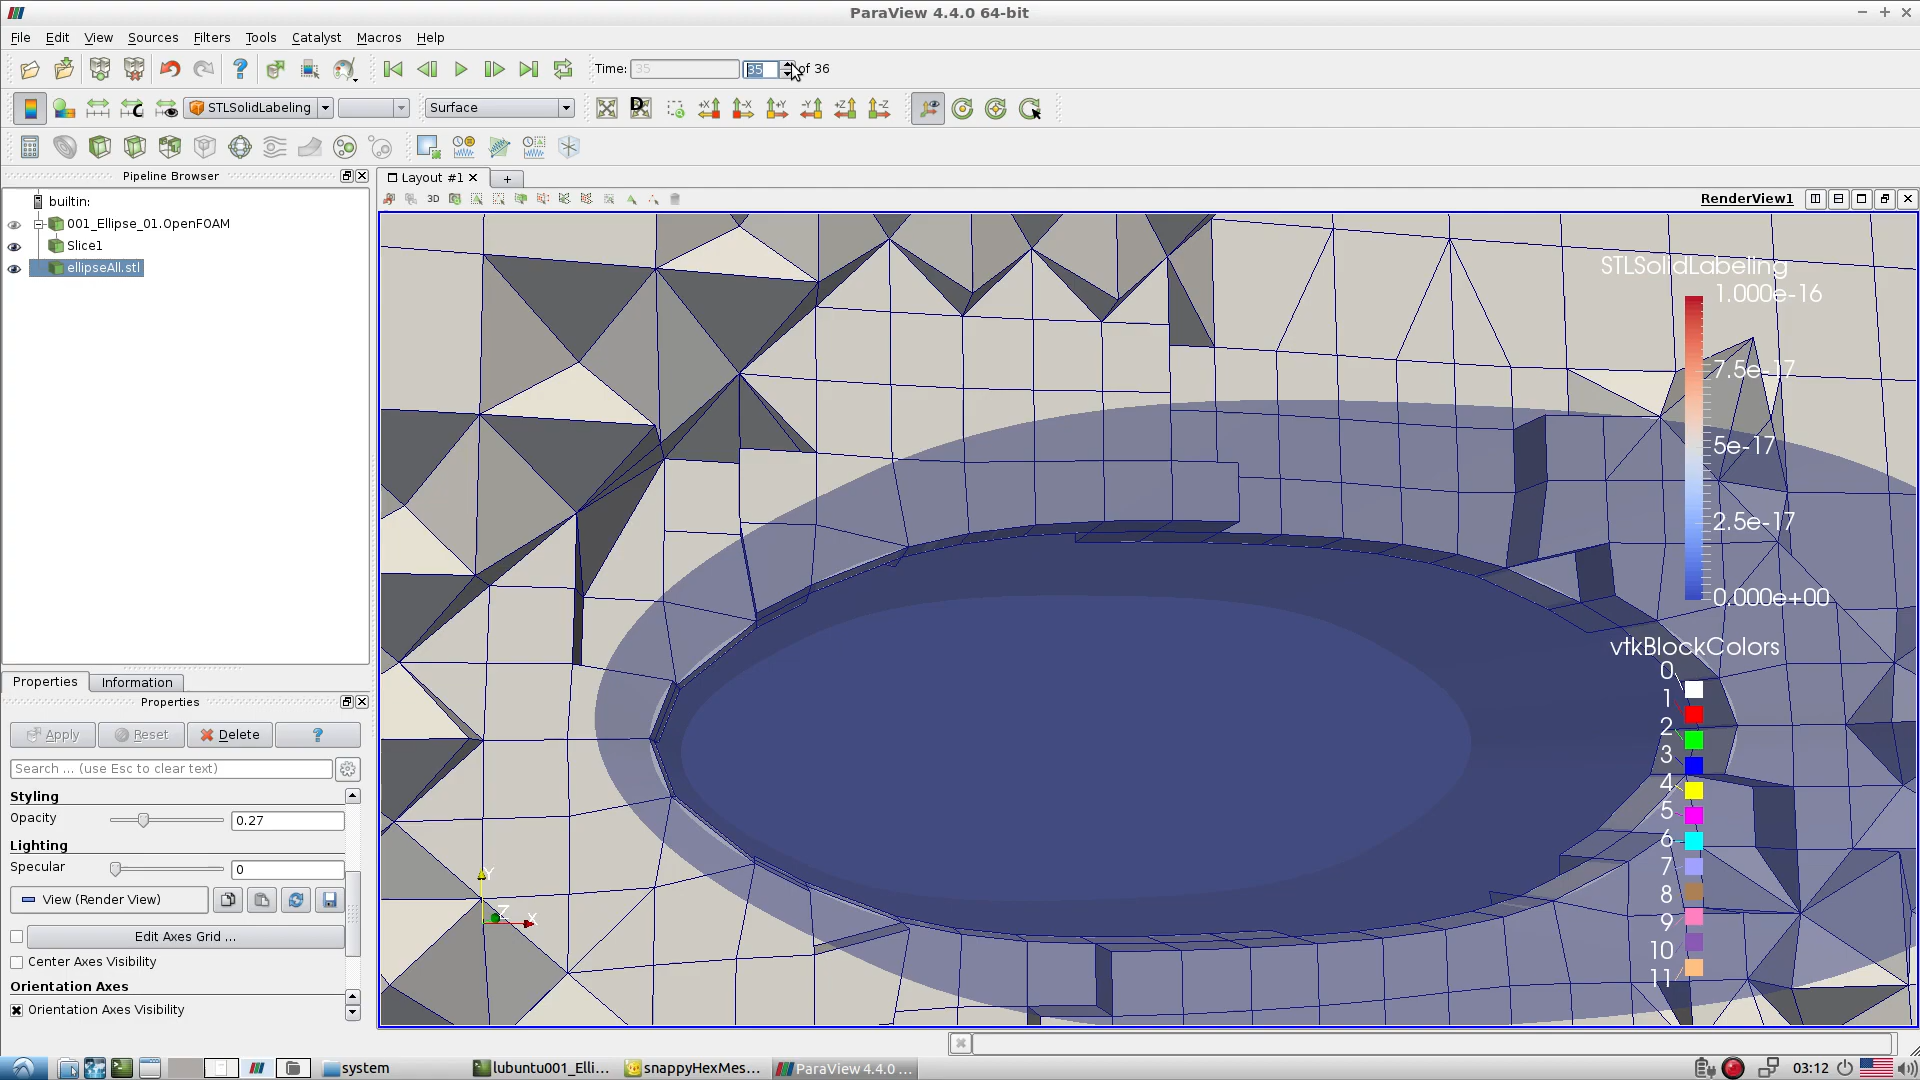 ParaView 4.4.0 64-bit
File Edit View Sources Filters Tools Catalyst Macros Help
Time: 35 35 of 36
STLSolidLabeling Surface
+X -X +Y -Y +Z -Z
Pipeline Browser
builtin:
001_Ellipse_01.OpenFOAM
Slice1
ellipseAll.stl
Layout #1
3D
RenderView1
STLSolidLabeling
1.000e-16
7.5e-17
5e-17
2.5e-17
0.000e+00
vtkBlockColors
0
1
2
3
4
5
6
7
8
9
10
11
Y
Z X
Properties Information
Properties
Apply Reset Delete ?
Search ... (use Esc to clear text)
Styling
Opacity 0.27
Lighting
Specular 0
View (Render View)
Edit Axes Grid ...
Center Axes Visibility
Orientation Axes
Orientation Axes Visibility
system lubuntu001_Elli... snappyHexMes... ParaView 4.4.0 ... 03:12